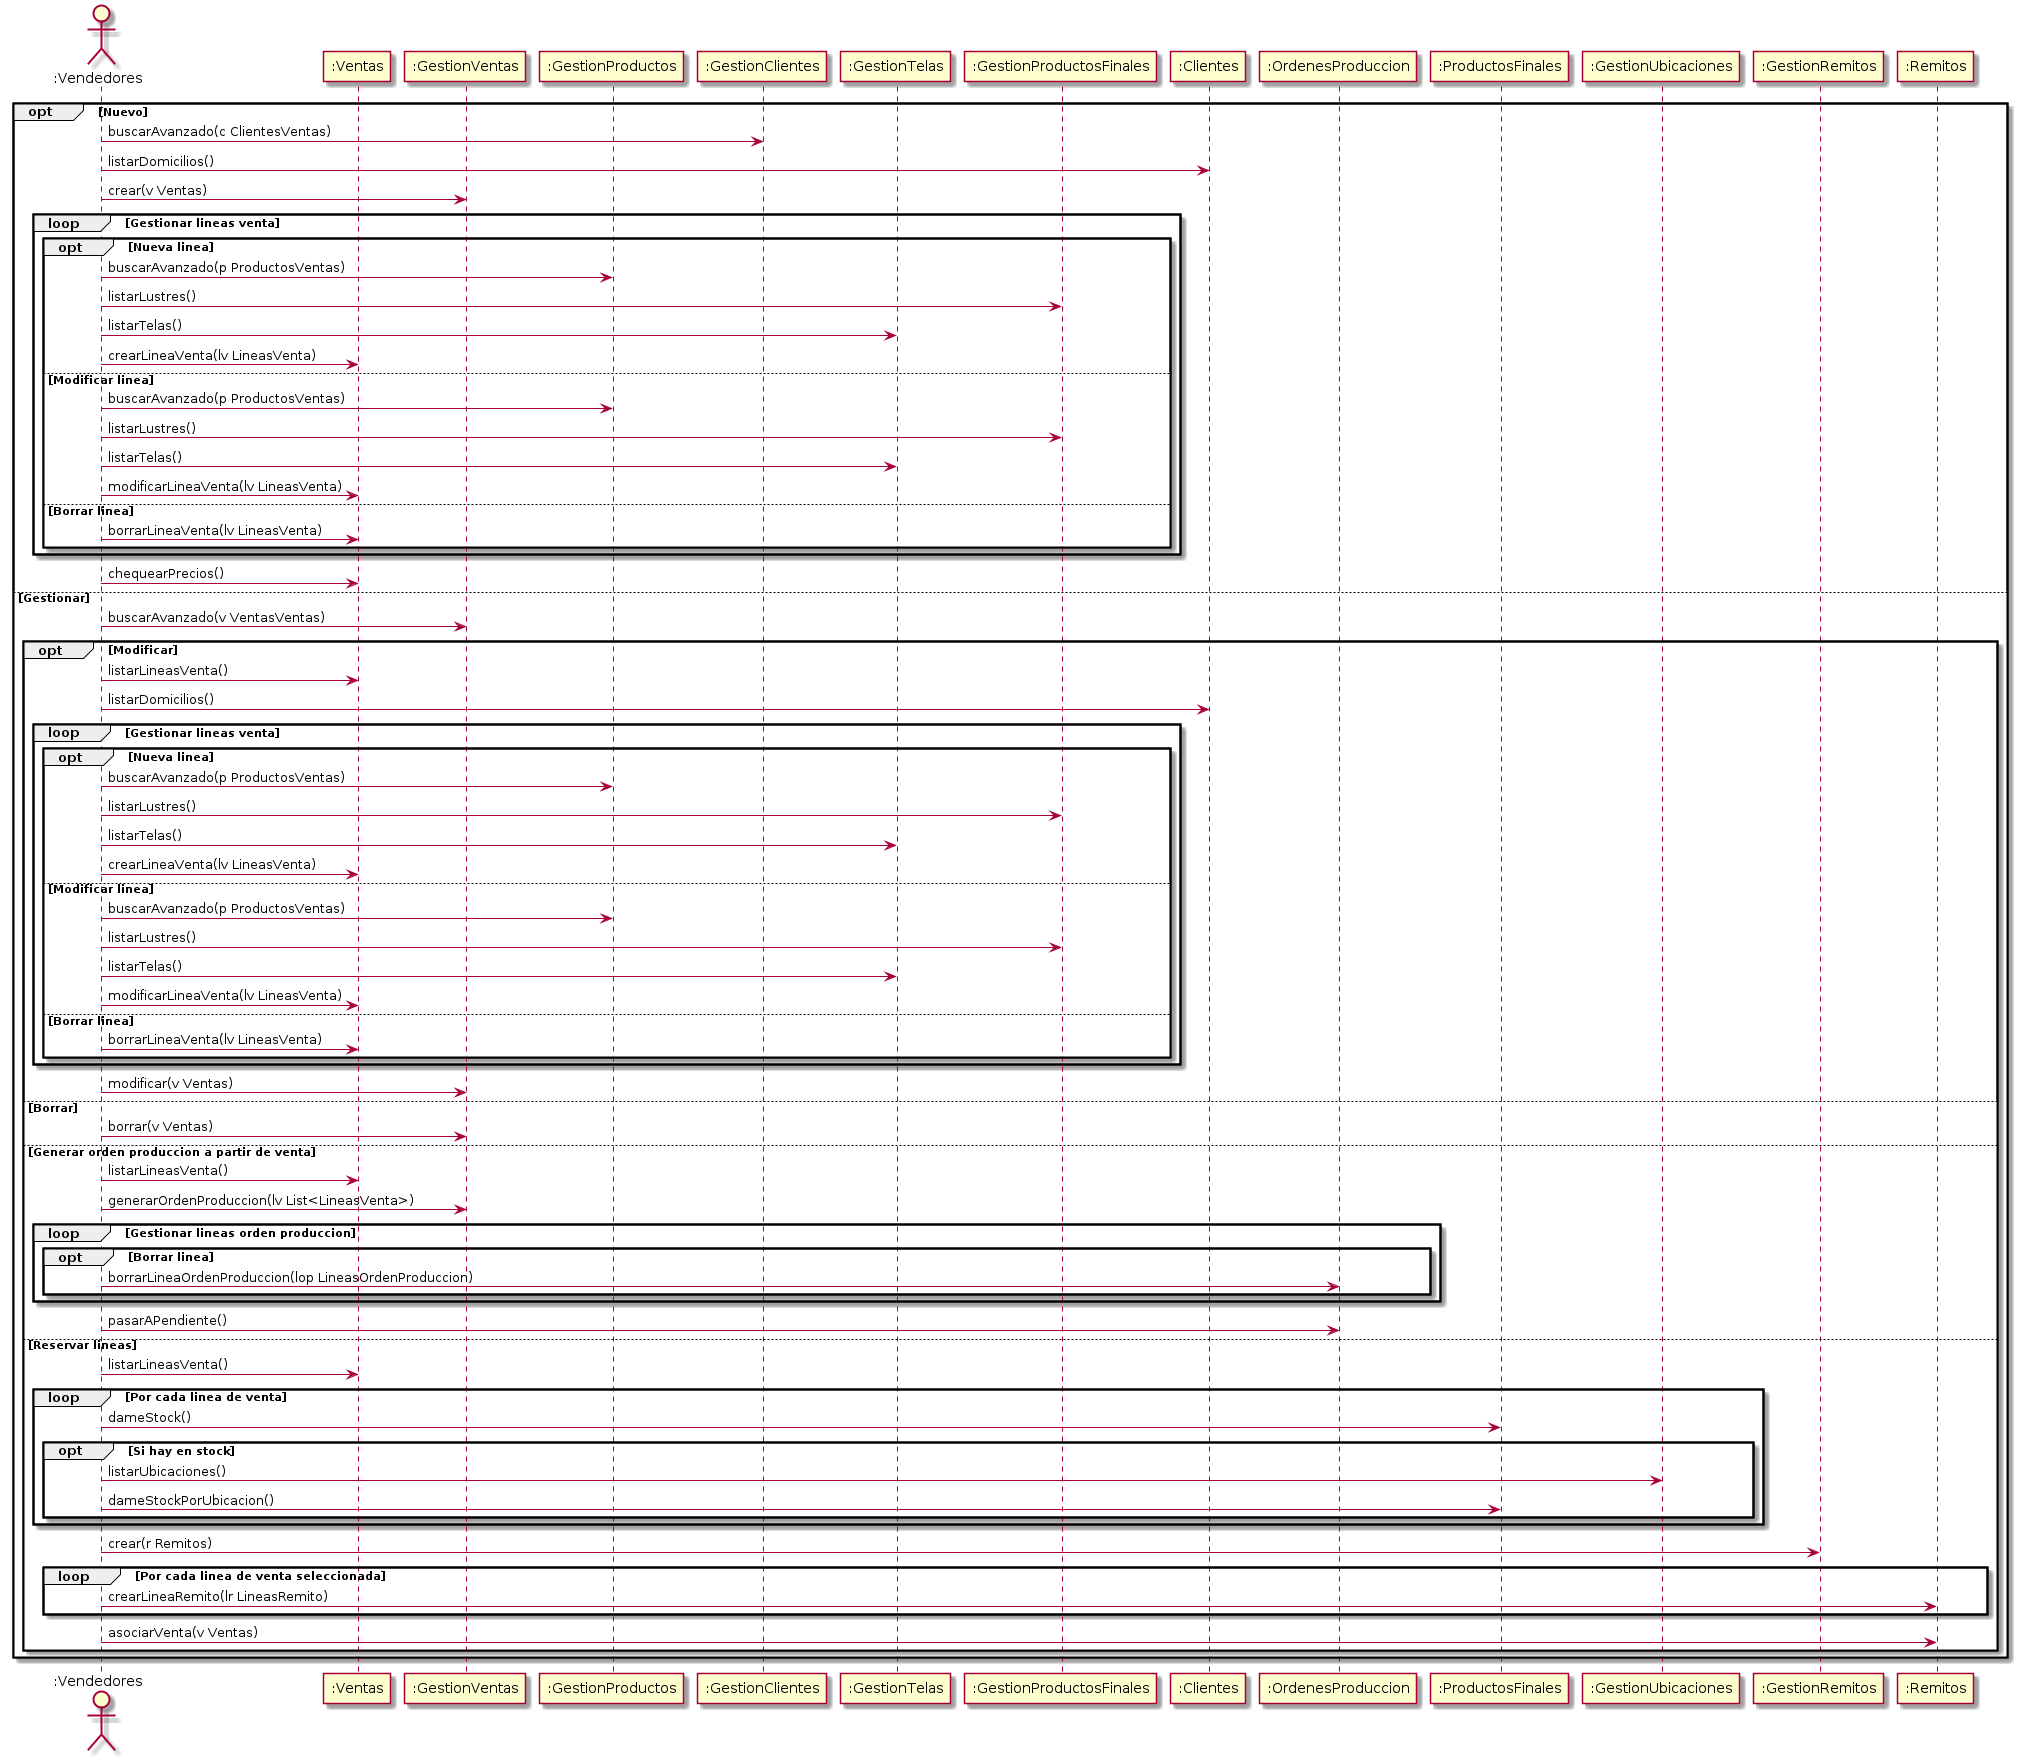 :Vendedores
:Ventas
:GestionVentas
:GestionProductos
:GestionClientes
:GestionTelas
:GestionProductosFinales
:Clientes
:OrdenesProduccion
:ProductosFinales
:GestionUbicaciones
:GestionRemitos
:Remitos
opt [Nuevo]
buscarAvanzado(c ClientesVentas)
listarDomicilios()
crear(v Ventas)
loop [Gestionar lineas venta]
opt [Nueva linea]
buscarAvanzado(p ProductosVentas)
listarLustres()
listarTelas()
crearLineaVenta(lv LineasVenta)
[Modificar linea]
buscarAvanzado(p ProductosVentas)
listarLustres()
listarTelas()
modificarLineaVenta(lv LineasVenta)
[Borrar linea]
borrarLineaVenta(lv LineasVenta)
chequearPrecios()
[Gestionar]
buscarAvanzado(v VentasVentas)
opt [Modificar]
listarLineasVenta()
listarDomicilios()
loop [Gestionar lineas venta]
opt [Nueva linea]
buscarAvanzado(p ProductosVentas)
listarLustres()
listarTelas()
crearLineaVenta(lv LineasVenta)
[Modificar linea]
buscarAvanzado(p ProductosVentas)
listarLustres()
listarTelas()
modificarLineaVenta(lv LineasVenta)
[Borrar linea]
borrarLineaVenta(lv LineasVenta)
modificar(v Ventas)
[Borrar]
borrar(v Ventas)
[Generar orden produccion a partir de venta]
listarLineasVenta()
generarOrdenProduccion(lv List<LineasVenta>)
loop [Gestionar lineas orden produccion]
opt [Borrar linea]
borrarLineaOrdenProduccion(lop LineasOrdenProduccion)
pasarAPendiente()
[Reservar lineas]
listarLineasVenta()
loop [Por cada linea de venta]
dameStock()
opt [Si hay en stock]
listarUbicaciones()
dameStockPorUbicacion()
crear(r Remitos)
loop [Por cada linea de venta seleccionada]
crearLineaRemito(lr LineasRemito)
asociarVenta(v Ventas)
:Vendedores
:Ventas
:GestionVentas
:GestionProductos
:GestionClientes
:GestionTelas
:GestionProductosFinales
:Clientes
:OrdenesProduccion
:ProductosFinales
:GestionUbicaciones
:GestionRemitos
:Remitos